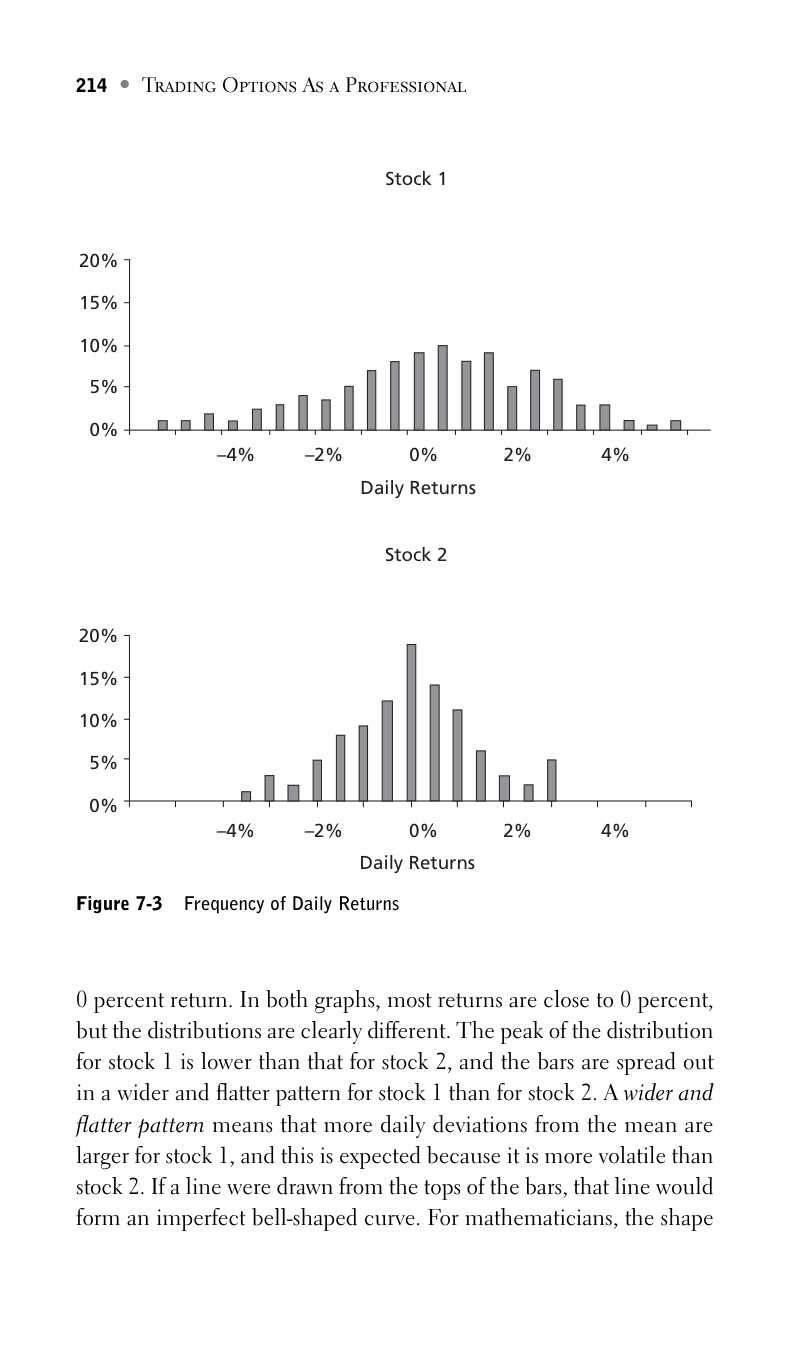 214 • Trading Options As a Professional
Stock 1
20%
15%
10%
5%
0%
–4% –2% 0% 2% 4%
Daily Returns
Stock 2
20%
15%
10%
5%
0%
–4% –2% 0% 2% 4%
Daily Returns
Figure 7-3 Frequency of Daily Returns
0 percent return. In both graphs, most returns are close to 0 percent,
but the distributions are clearly different. The peak of the distribution
for stock 1 is lower than that for stock 2, and the bars are spread out
in a wider and flatter pattern for stock 1 than for stock 2. A wider and
flatter pattern means that more daily deviations from the mean are
larger for stock 1, and this is expected because it is more volatile than
stock 2. If a line were drawn from the tops of the bars, that line would
form an imperfect bell-shaped curve. For mathematicians, the shape